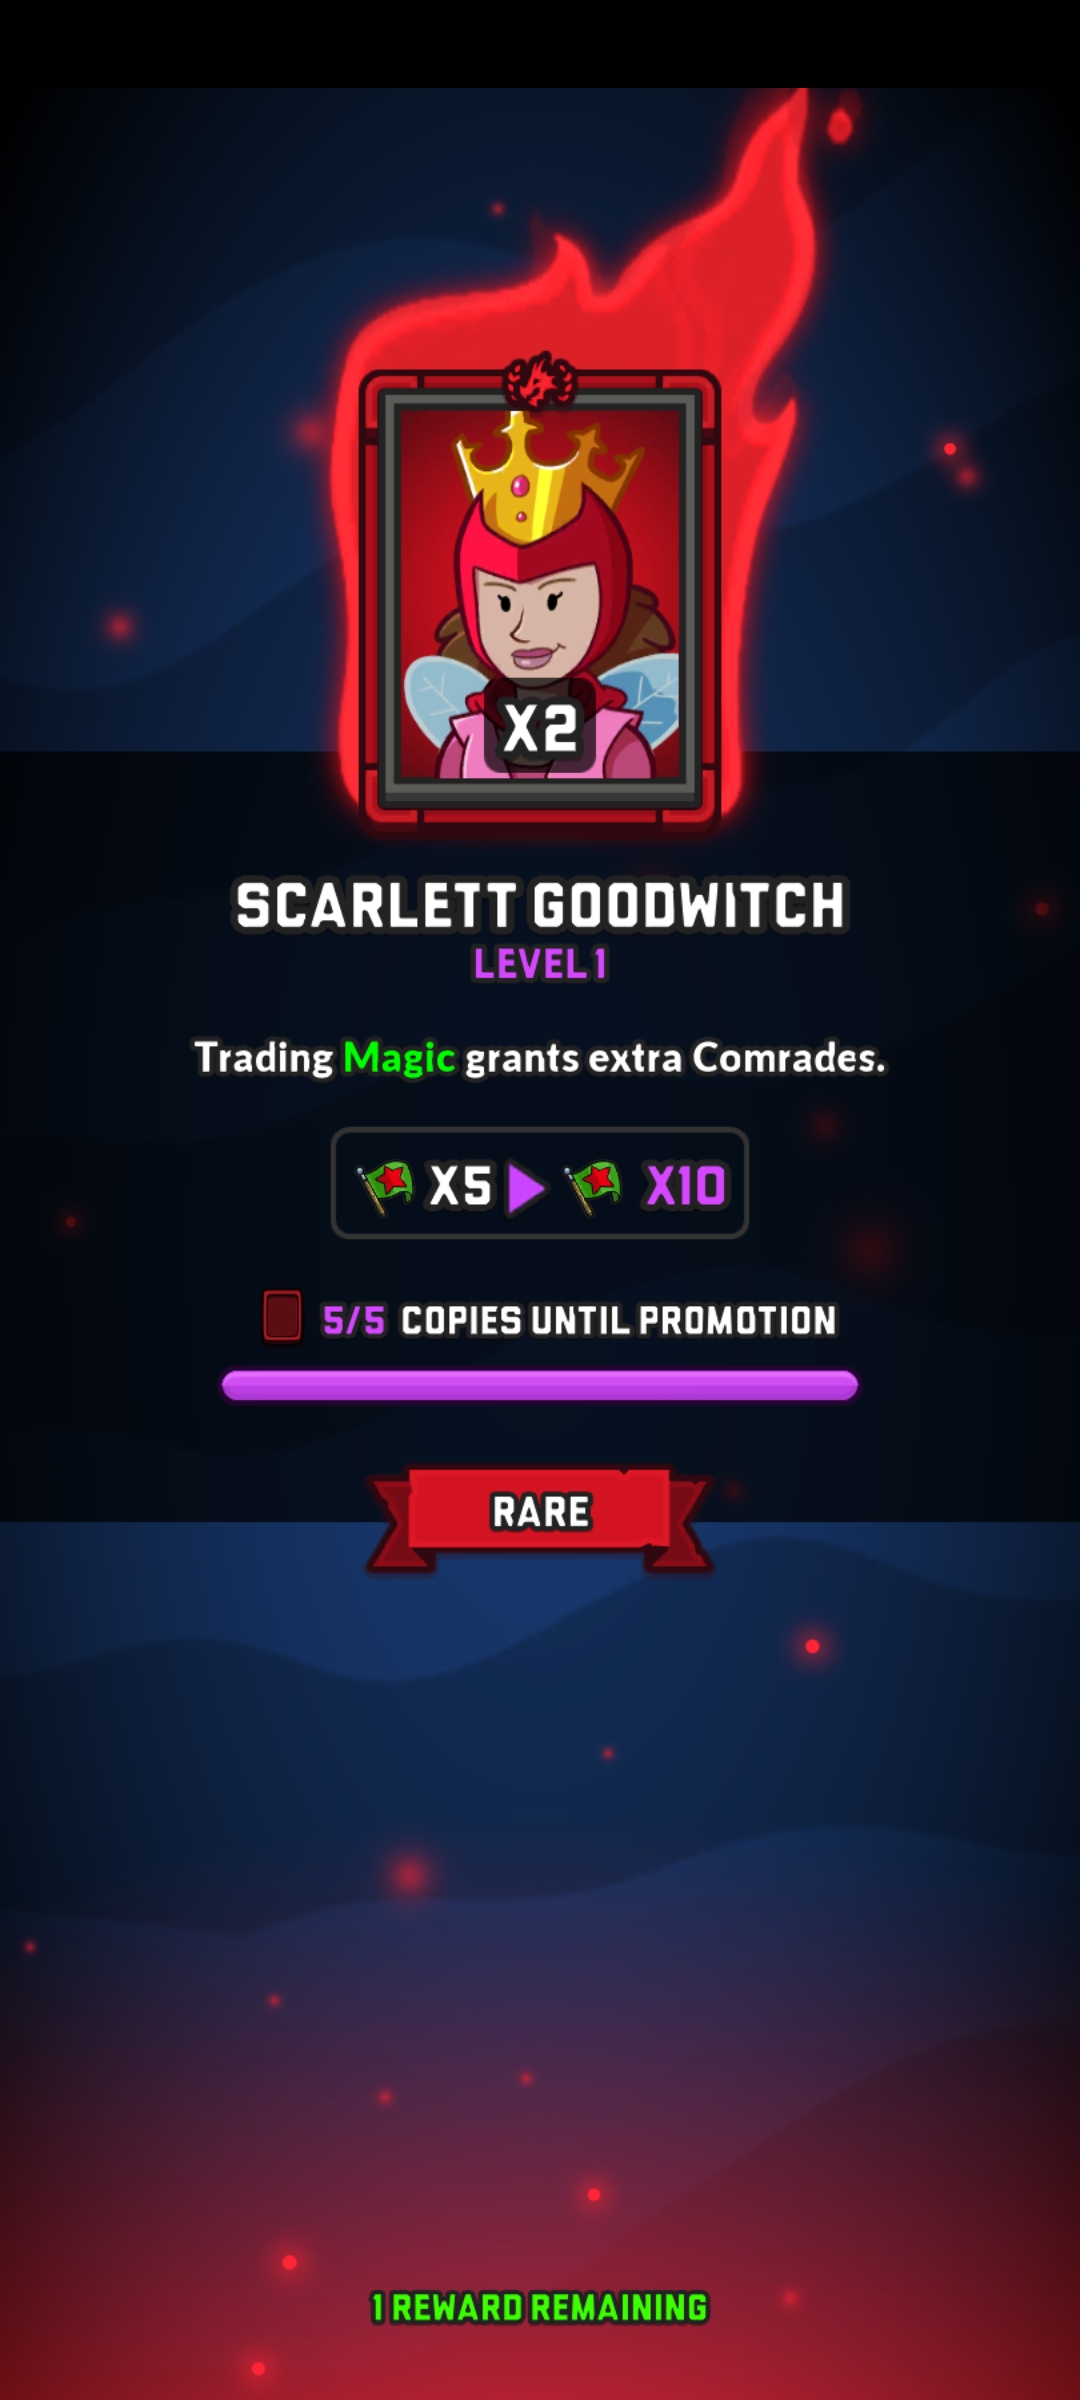 X2
SCARLETT GOODWITCH
LEVEL 1
Trading Magic grants extra Comrades.
X5 X10
5/5 COPIES UNTIL PROMOTION
RARE
1 REWARD REMAINING